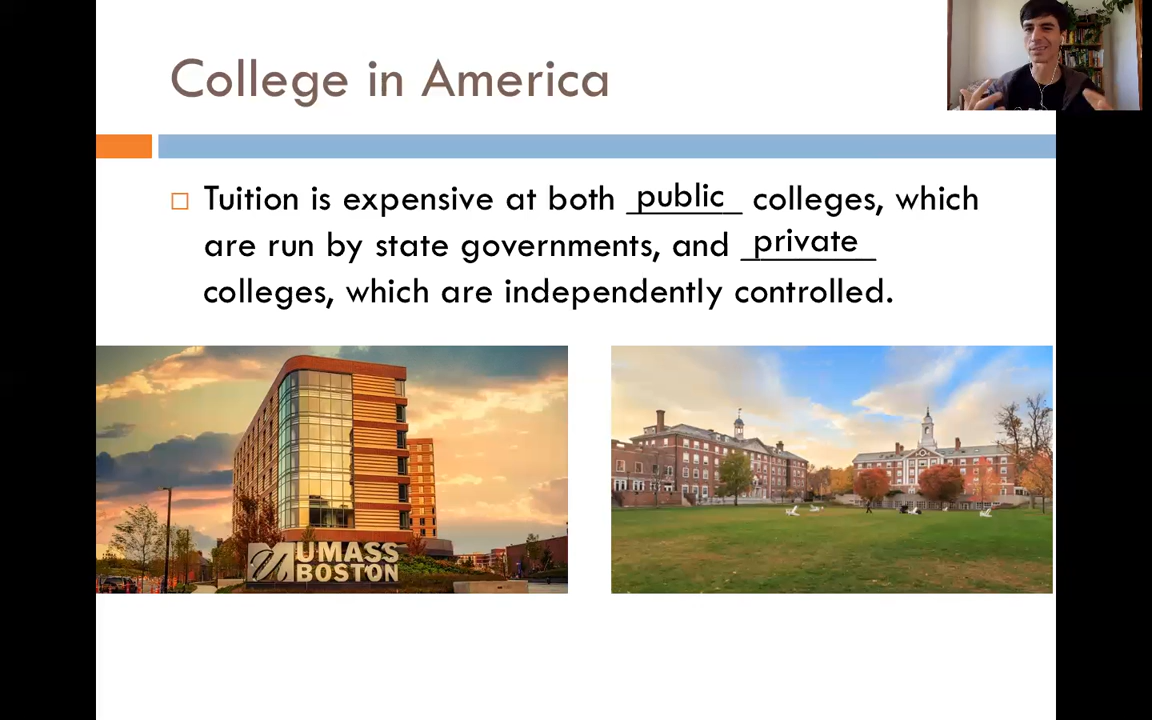 College in America
Tuition is expensive at both public colleges, which
are run by state governments, and private
colleges, which are independently controlled.
UMASS
BOSTON